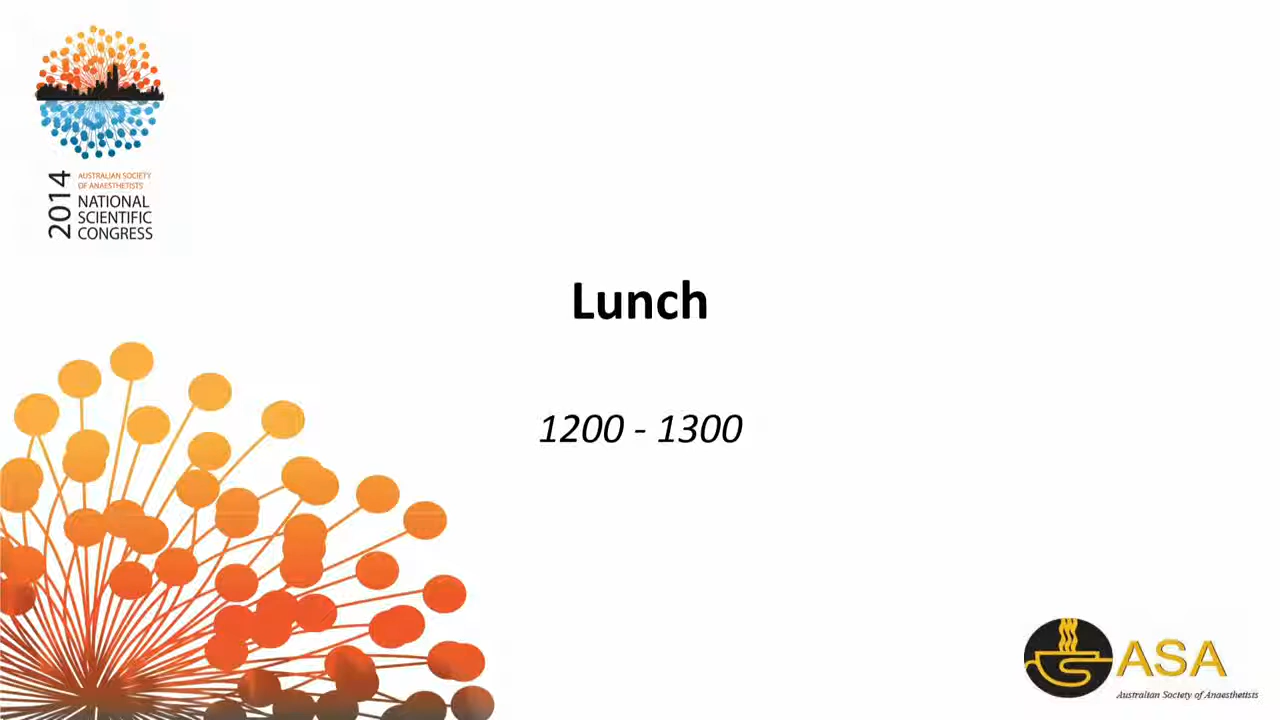 2014
AUSTRALIAN SOCIETY
OF ANAESTHETISTS
NATIONAL
SCIENTIFIC
CONGRESS
Lunch
1200 - 1300
ASA
Australian Society of Anaesthetists